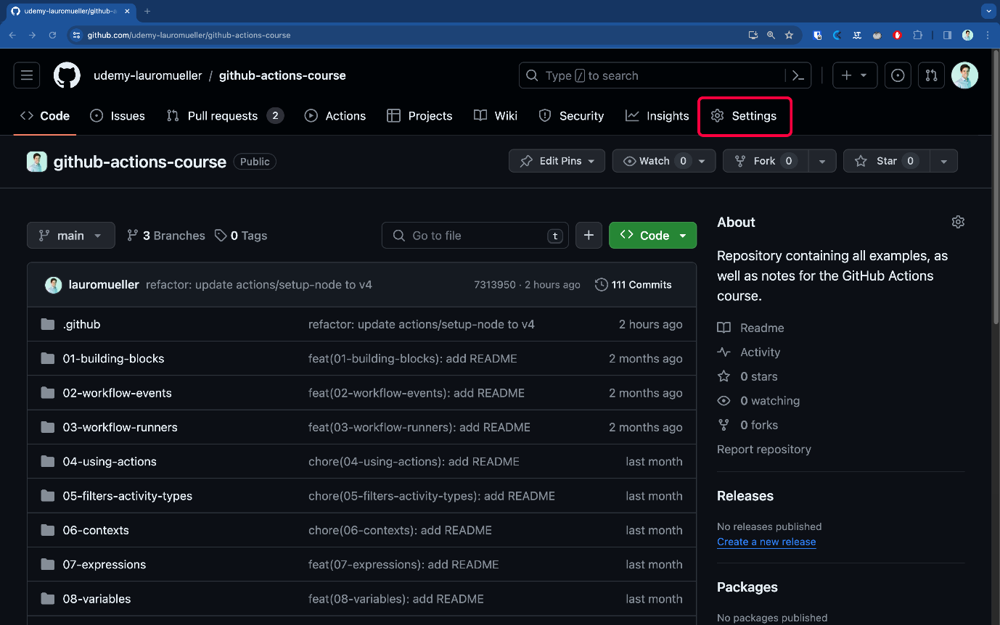 udemy-lauromueller/github-a
github.com/udemy-lauromueller/github-actions-course
udemy-lauromueller / github-actions-course
Type / to search
Code Issues Pull requests 2 Actions Projects Wiki Security Insights Settings
github-actions-course Public
Edit Pins Watch 0 Fork 0 Star 0
main 3 Branches 0 Tags Go to file t Code
lauromueller refactor: update actions/setup-node to v4 7313950 · 2 hours ago 111 Commits
.github refactor: update actions/setup-node to v4 2 hours ago
01-building-blocks feat(01-building-blocks): add README 2 months ago
02-workflow-events feat(02-workflow-events): add README 2 months ago
03-workflow-runners feat(03-workflow-runners): add README 2 months ago
04-using-actions chore(04-using-actions): add README last month
05-filters-activity-types chore(05-filters-activity-types): add README last month
06-contexts chore(06-contexts): add README last month
07-expressions feat(07-expressions): add README last month
08-variables feat(08-variables): add README last month
About
Repository containing all examples, as
well as notes for the GitHub Actions
course.
Readme
Activity
0 stars
0 watching
0 forks
Report repository
Releases
No releases published
Create a new release
Packages
No packages published